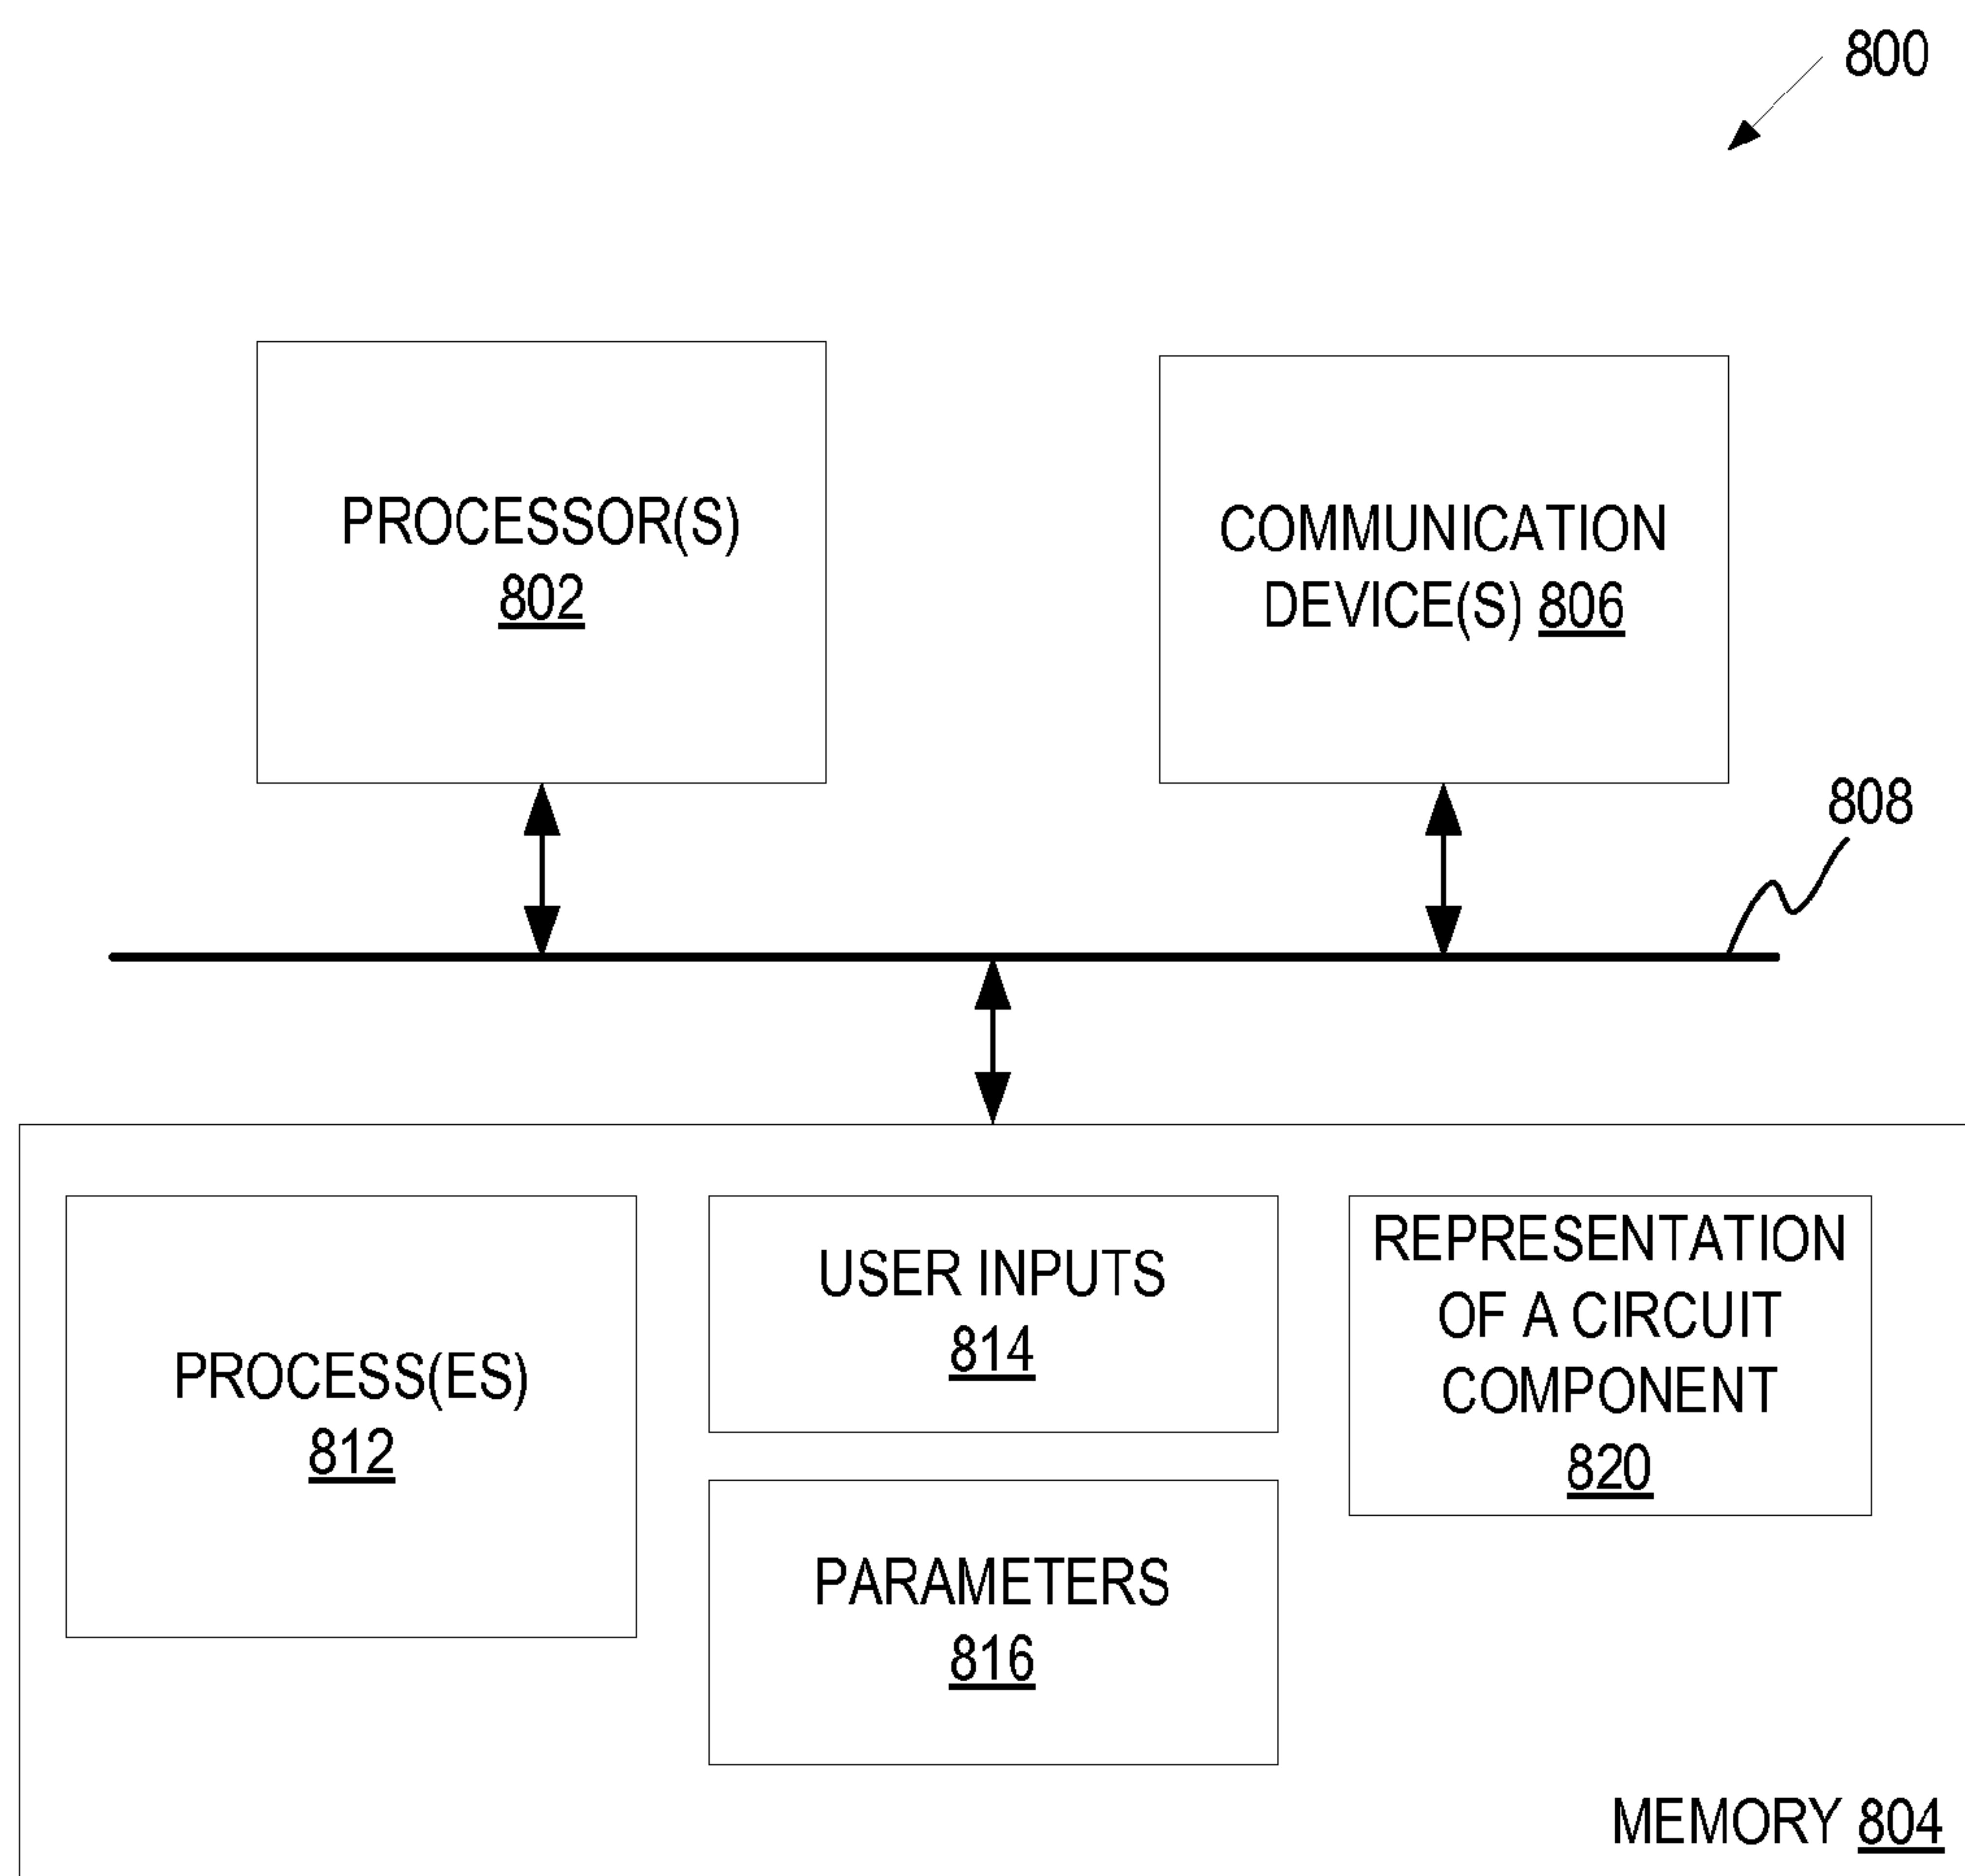 800
PROCESSOR(S)
802
COMMUNICATION
DEVICE(S) 806
808
PROCESS(ES)
812
USER INPUTS
814
PARAMETERS
816
REPRESENTATION
OF A CIRCUIT
COMPONENT
820
MEMORY 804